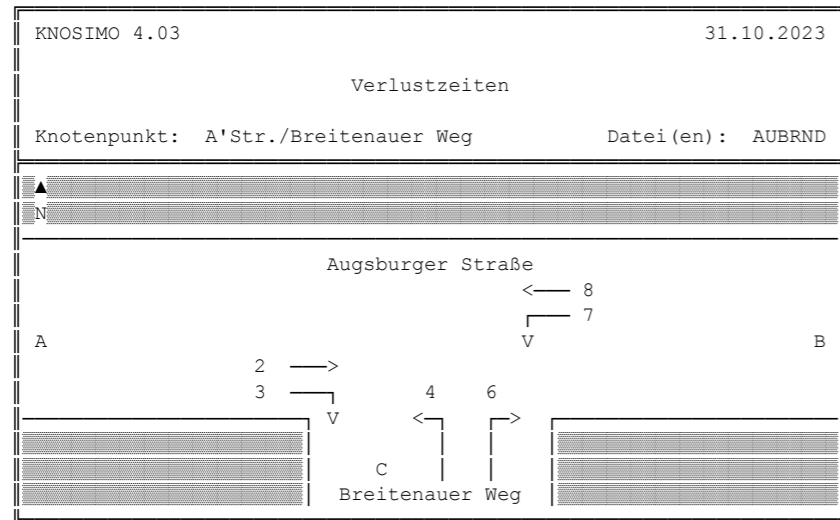 KNOSIMO 4.03 31.10.2023
Verlustzeiten
Knotenpunkt: A'Str./Breitenauer Weg Datei(en): AUBRND
N
Augsburger Straße
8
7
A V B
2
3 4 6
V
C
Breitenauer Weg